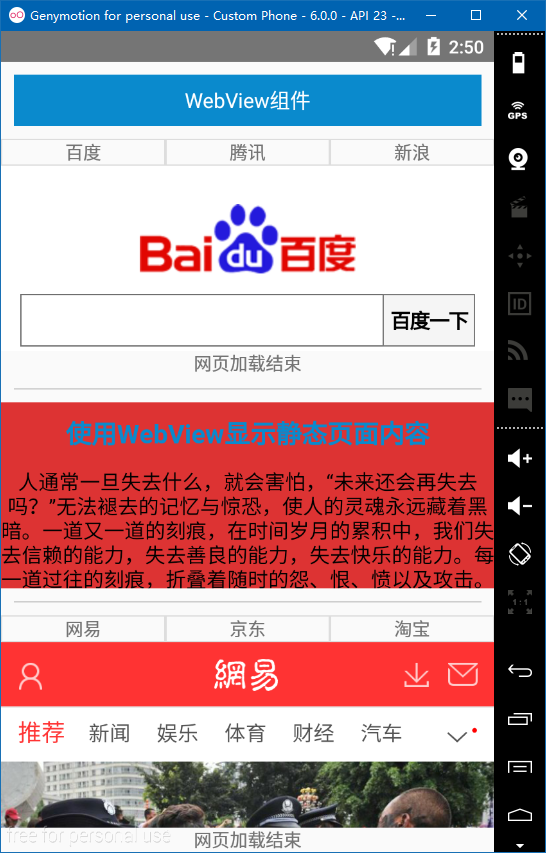 Genymotion for personal use - Custom Phone - 6.0.0 - API 23 -...
2:50
WebView组件
百度 腾讯 新浪
Bai du 百度
百度一下
网页加载结束
使用WebView显示静态页面内容
人通常一旦失去什么，就会害怕，“未来还会再失去
吗？”无法褪去的记忆与惊恐，使人的灵魂永远藏着黑
暗。一道又一道的刻痕，在时间岁月的累积中，我们失
去信赖的能力，失去善良的能力，失去快乐的能力。每
一道过往的刻痕，折叠着随时的怨、恨、愤以及攻击。
网易 京东 淘宝
網易
推荐 新闻 娱乐 体育 财经 汽车
free for personal use
网页加载结束
GPS
ID
1:1